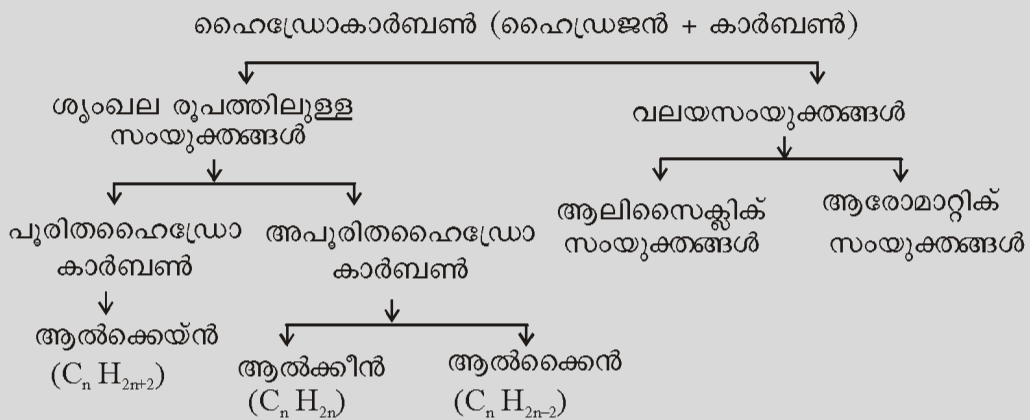 ഹൈഡ്രോകാർബൺ (ഹൈഡ്രജൻ + കാർബൺ)
ശൃംഖല രൂപത്തിലുള്ള
സംയുക്തങ്ങൾ
വലയസംയുക്തങ്ങൾ
പൂരിതഹൈഡ്രോ
കാർബൺ
അപൂരിതഹൈഡ്രോ
കാർബൺ
ആലിസൈക്ലിക്
സംയുക്തങ്ങൾ
ആരോമാറ്റിക്
സംയുക്തങ്ങൾ
ആൽക്കെയ്ൻ
(CₙH₂ₙ₊₂)
ആൽക്കീൻ
(CₙH₂ₙ)
ആൽക്കൈൻ
(CₙH₂ₙ₋₂)